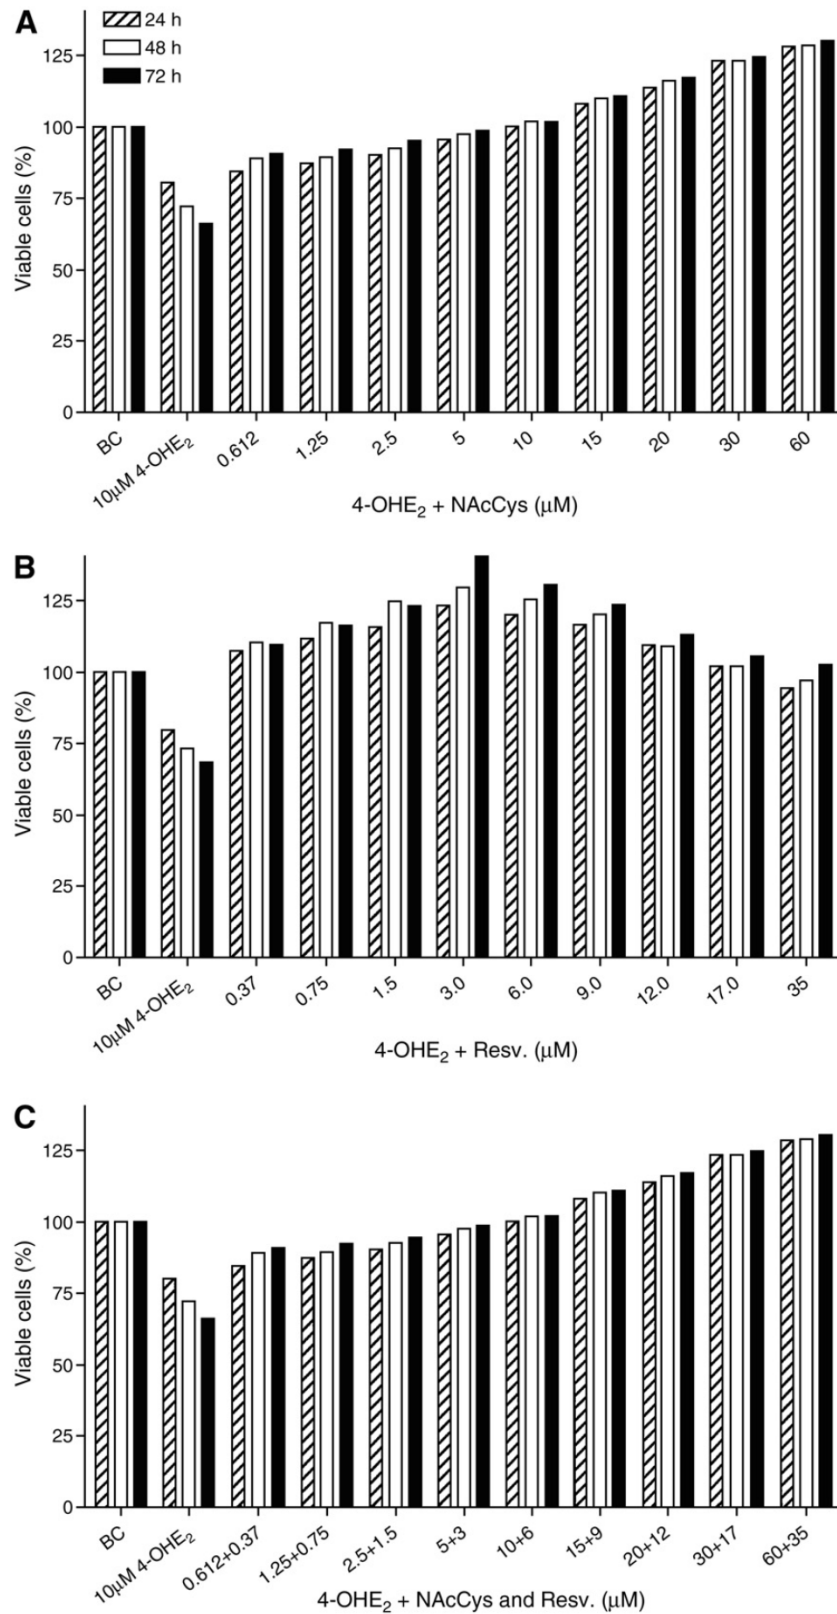 A
24 h
48 h
72 h
Viable cells (%)
125
100
75
50
25
0
BC
10μM 4-OHE₂
0.612
1.25
2.5
5
10
15
20
30
60
4-OHE₂ + NAcCys (μM)
B
Viable cells (%)
125
100
75
50
25
0
BC
10μM 4-OHE₂
0.37
0.75
1.5
3.0
6.0
9.0
12.0
17.0
35
4-OHE₂ + Resv. (μM)
C
Viable cells (%)
125
100
75
50
25
0
BC
10μM 4-OHE₂
0.612+0.37
1.25+0.75
2.5+1.5
5+3
10+6
15+9
20+12
30+17
60+35
4-OHE₂ + NAcCys and Resv. (μM)